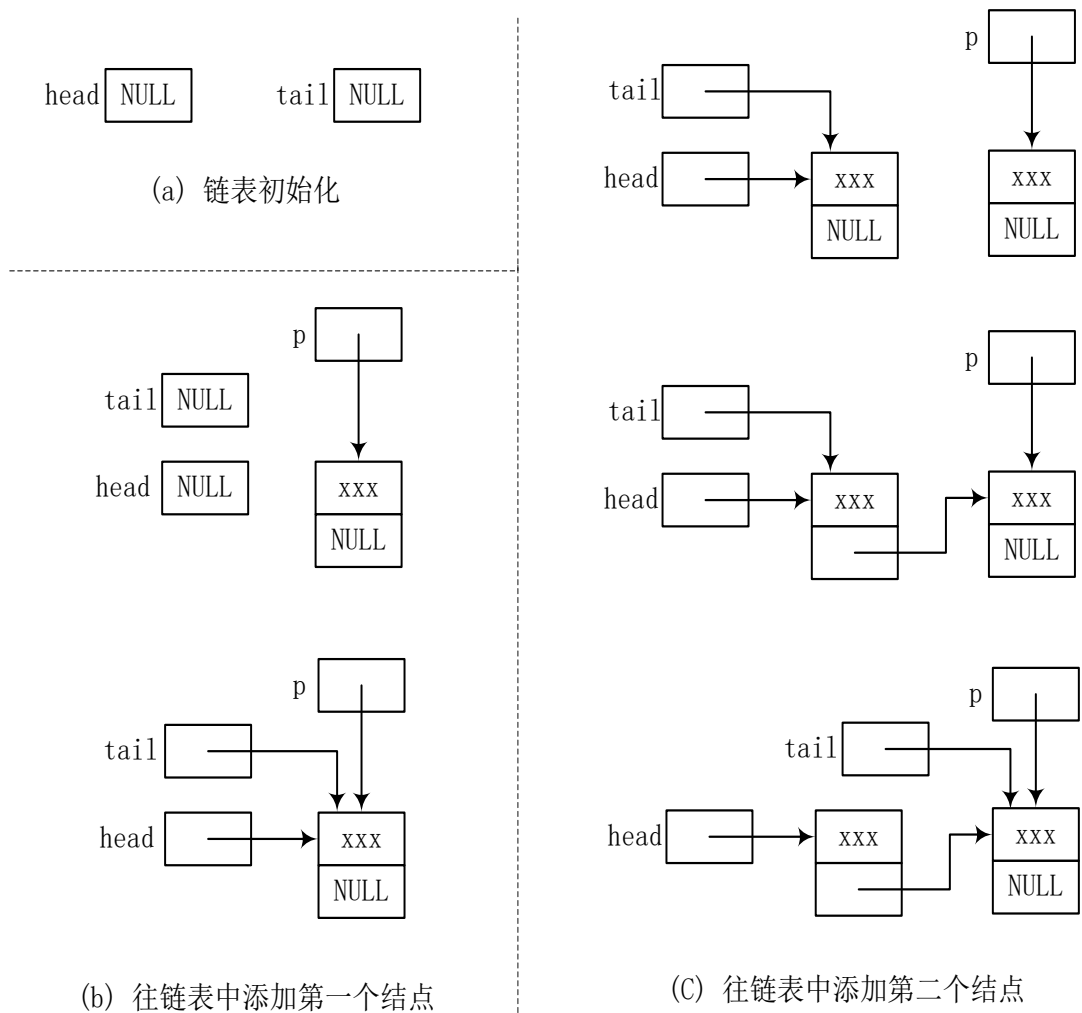 head NULL tail NULL
(a) 链表初始化
p
tail NULL
head NULL xxx
NULL
p
tail
head xxx
NULL
(b) 往链表中添加第一个结点
p
tail
head xxx xxx
NULL NULL
p
tail
head xxx xxx
NULL
p
tail
head xxx xxx
NULL
(C) 往链表中添加第二个结点